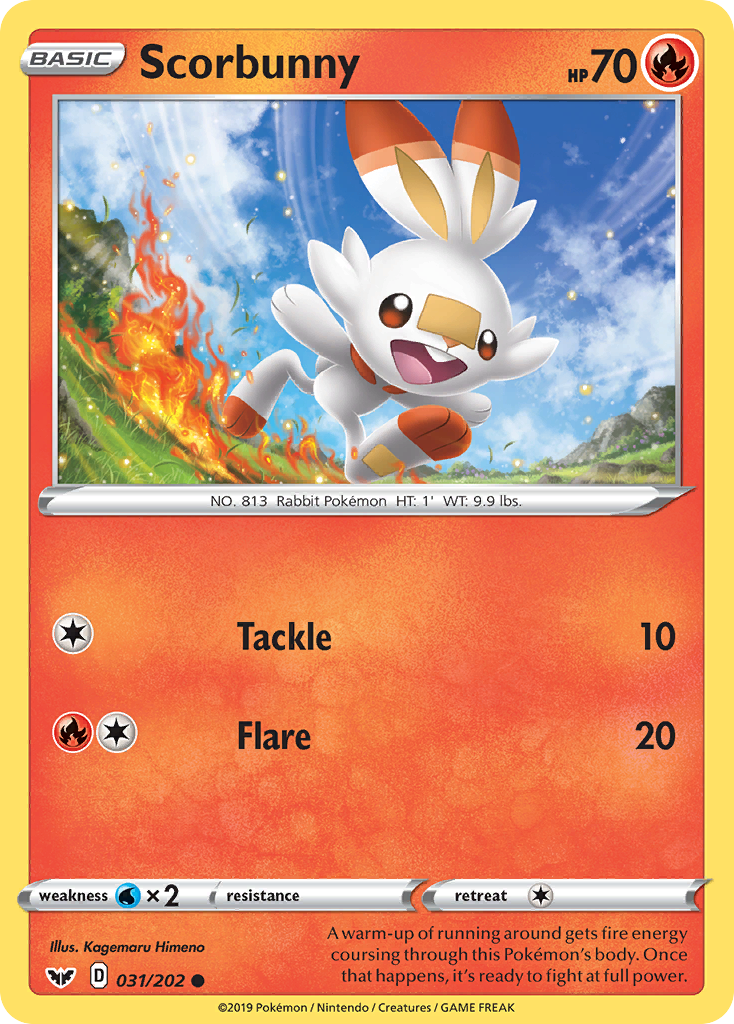 BASIC Scorbunny HP 70
NO. 813 Rabbit Pokémon HT: 1' WT: 9.9 lbs.
Tackle 10
Flare 20
weakness ×2 resistance retreat
Illus. Kagemaru Himeno
A warm-up of running around gets fire energy
coursing through this Pokémon's body. Once
that happens, it's ready to fight at full power.
D 031/202
©2019 Pokémon / Nintendo / Creatures / GAME FREAK